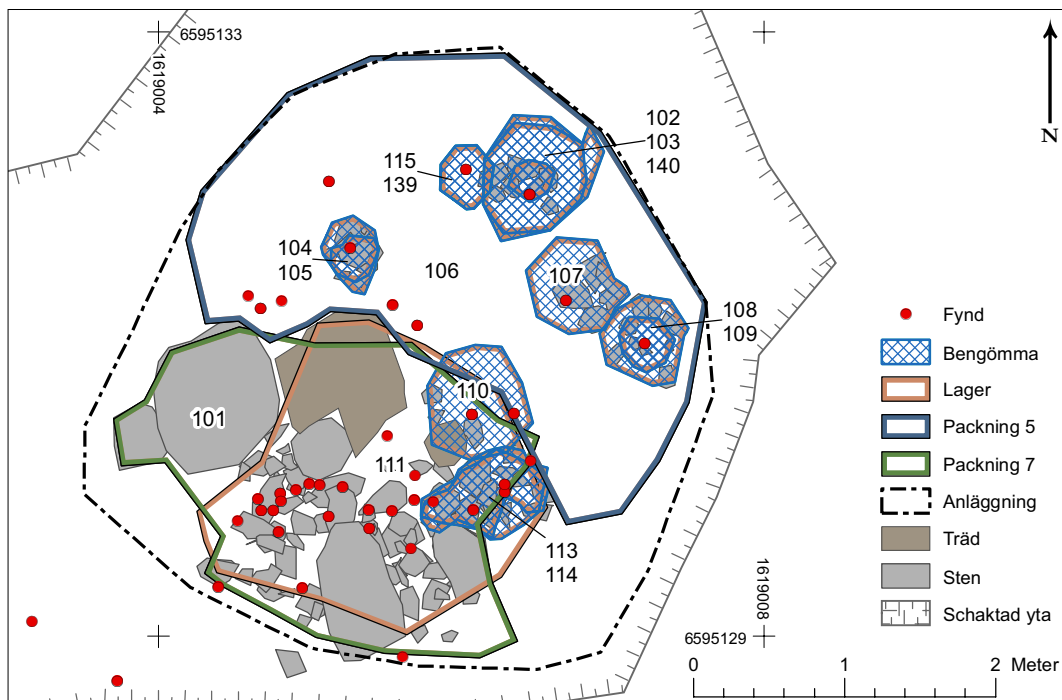 6595133
1619004
1619008
N
102
103
140
115
139
104
105
106
107
108
109
110
101
111
113
114
6595129
1619008
Fynd
Bengömma
Lager
Packning 5
Packning 7
Anläggning
Träd
Sten
Schaktad yta
0 1 2 Meter